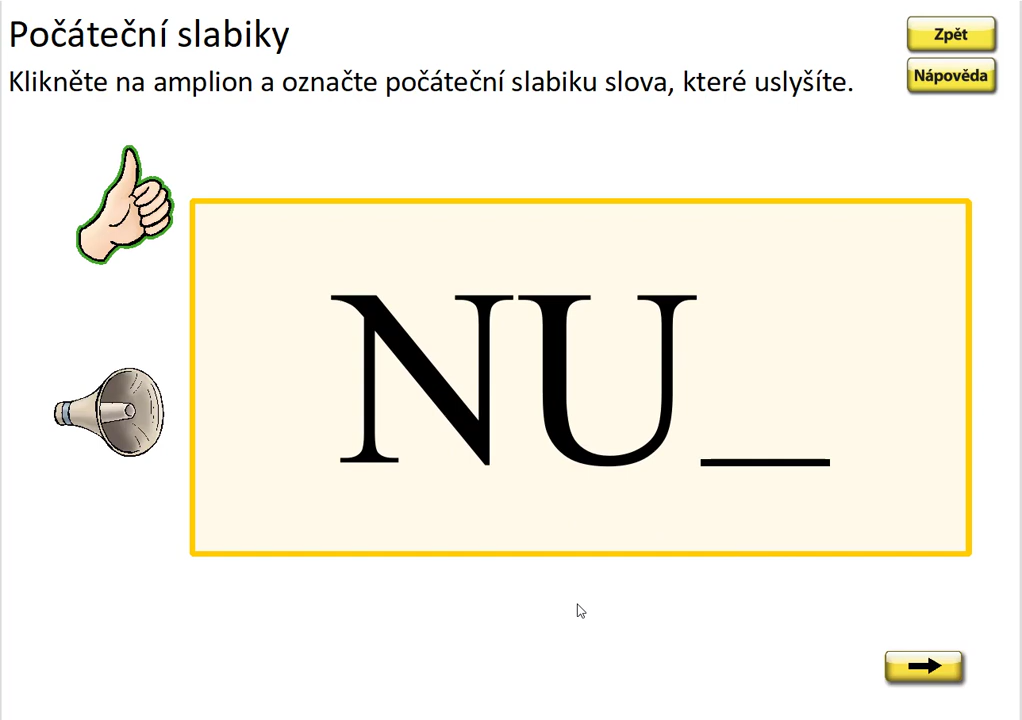 Počáteční slabiky
Klikněte na amplion a označte počáteční slabiku slova, které uslyšíte.
Zpět
Nápověda
NU_